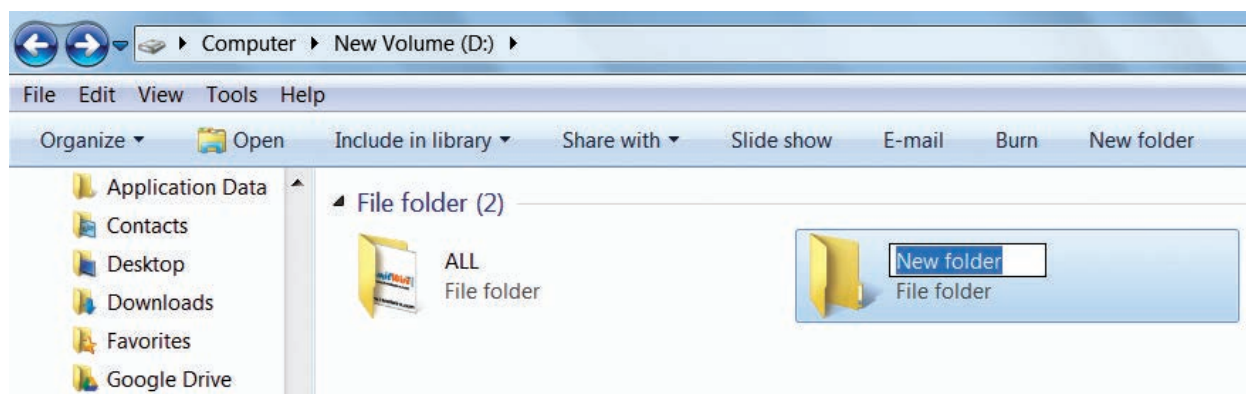 Computer New Volume (D:)
File Edit View Tools Help
Organize Open Include in library Share with Slide show E-mail Burn New folder
Application Data
Contacts
Desktop
Downloads
Favorites
Google Drive
File folder (2)
ALL
File folder
New folder
File folder